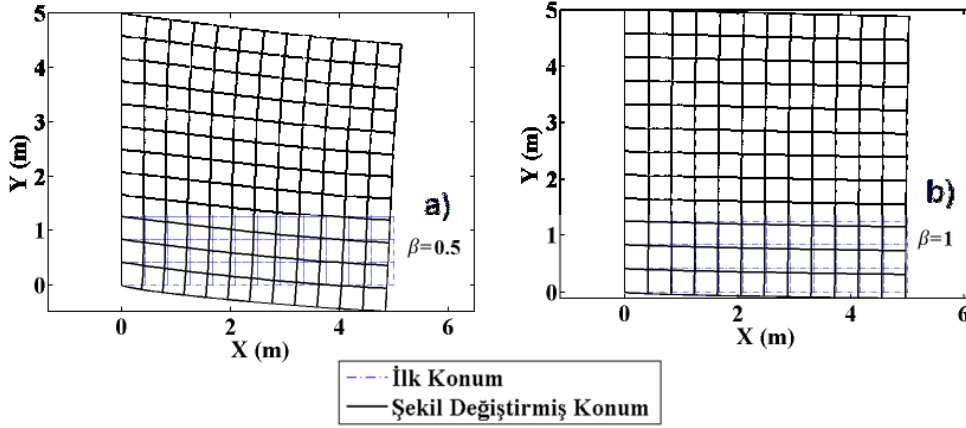 5
4
3
2
1
0
Y (m)
0 2 4 6
X (m)
a)
β=0.5
5
4
3
2
1
0
Y (m)
0 2 4 6
X (m)
b)
β=1
İlk Konum
Şekil Değiştirmiş Konum